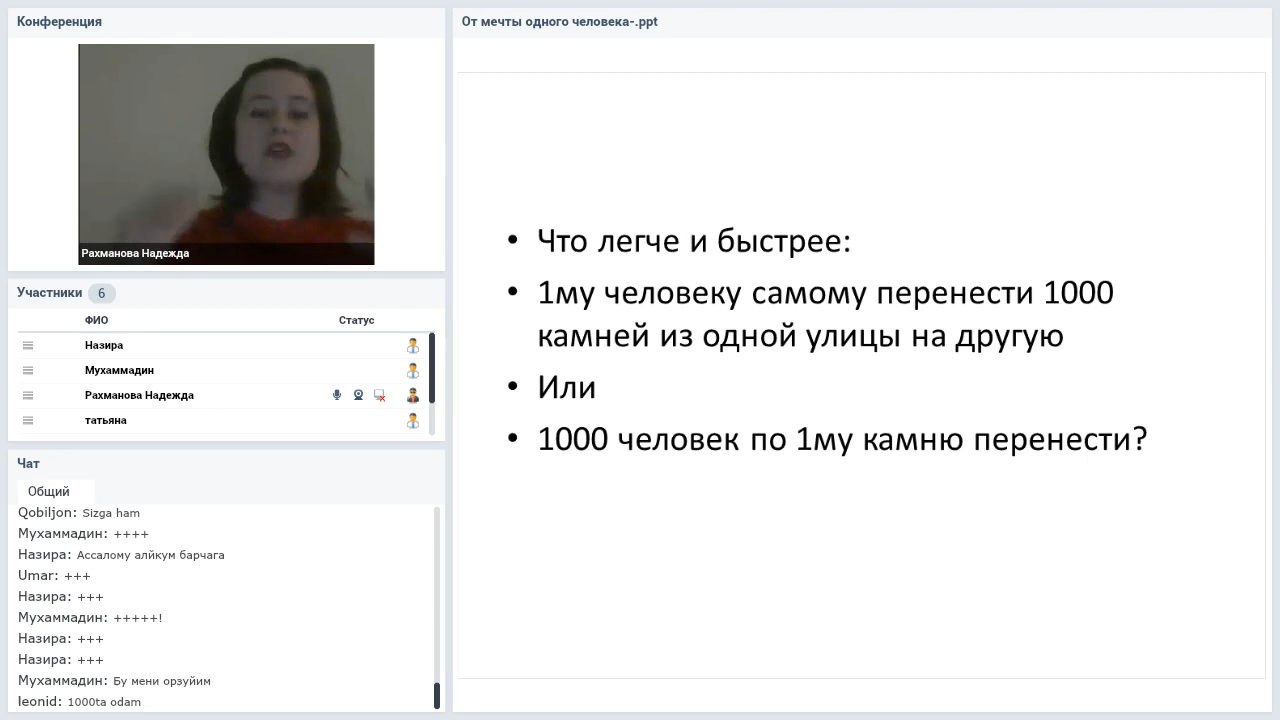 Конференция
Рахманова Надежда
Участники 6
ФИО Статус
Назира
Мухаммадин
Рахманова Надежда
татьяна
Чат
Общий
Qobiljon: Sizga ham
Мухаммадин: ++++
Назира: Ассалому алйкум барчага
Umar: +++
Назира: +++
Мухаммадин: +++++!
Назира: +++
Назира: +++
Мухаммадин: Бу мени орзуйим
leonid: 1000ta odam
От мечты одного человека-.ppt
• Что легче и быстрее:
• 1му человеку самому перенести 1000
камней из одной улицы на другую
• Или
• 1000 человек по 1му камню перенести?